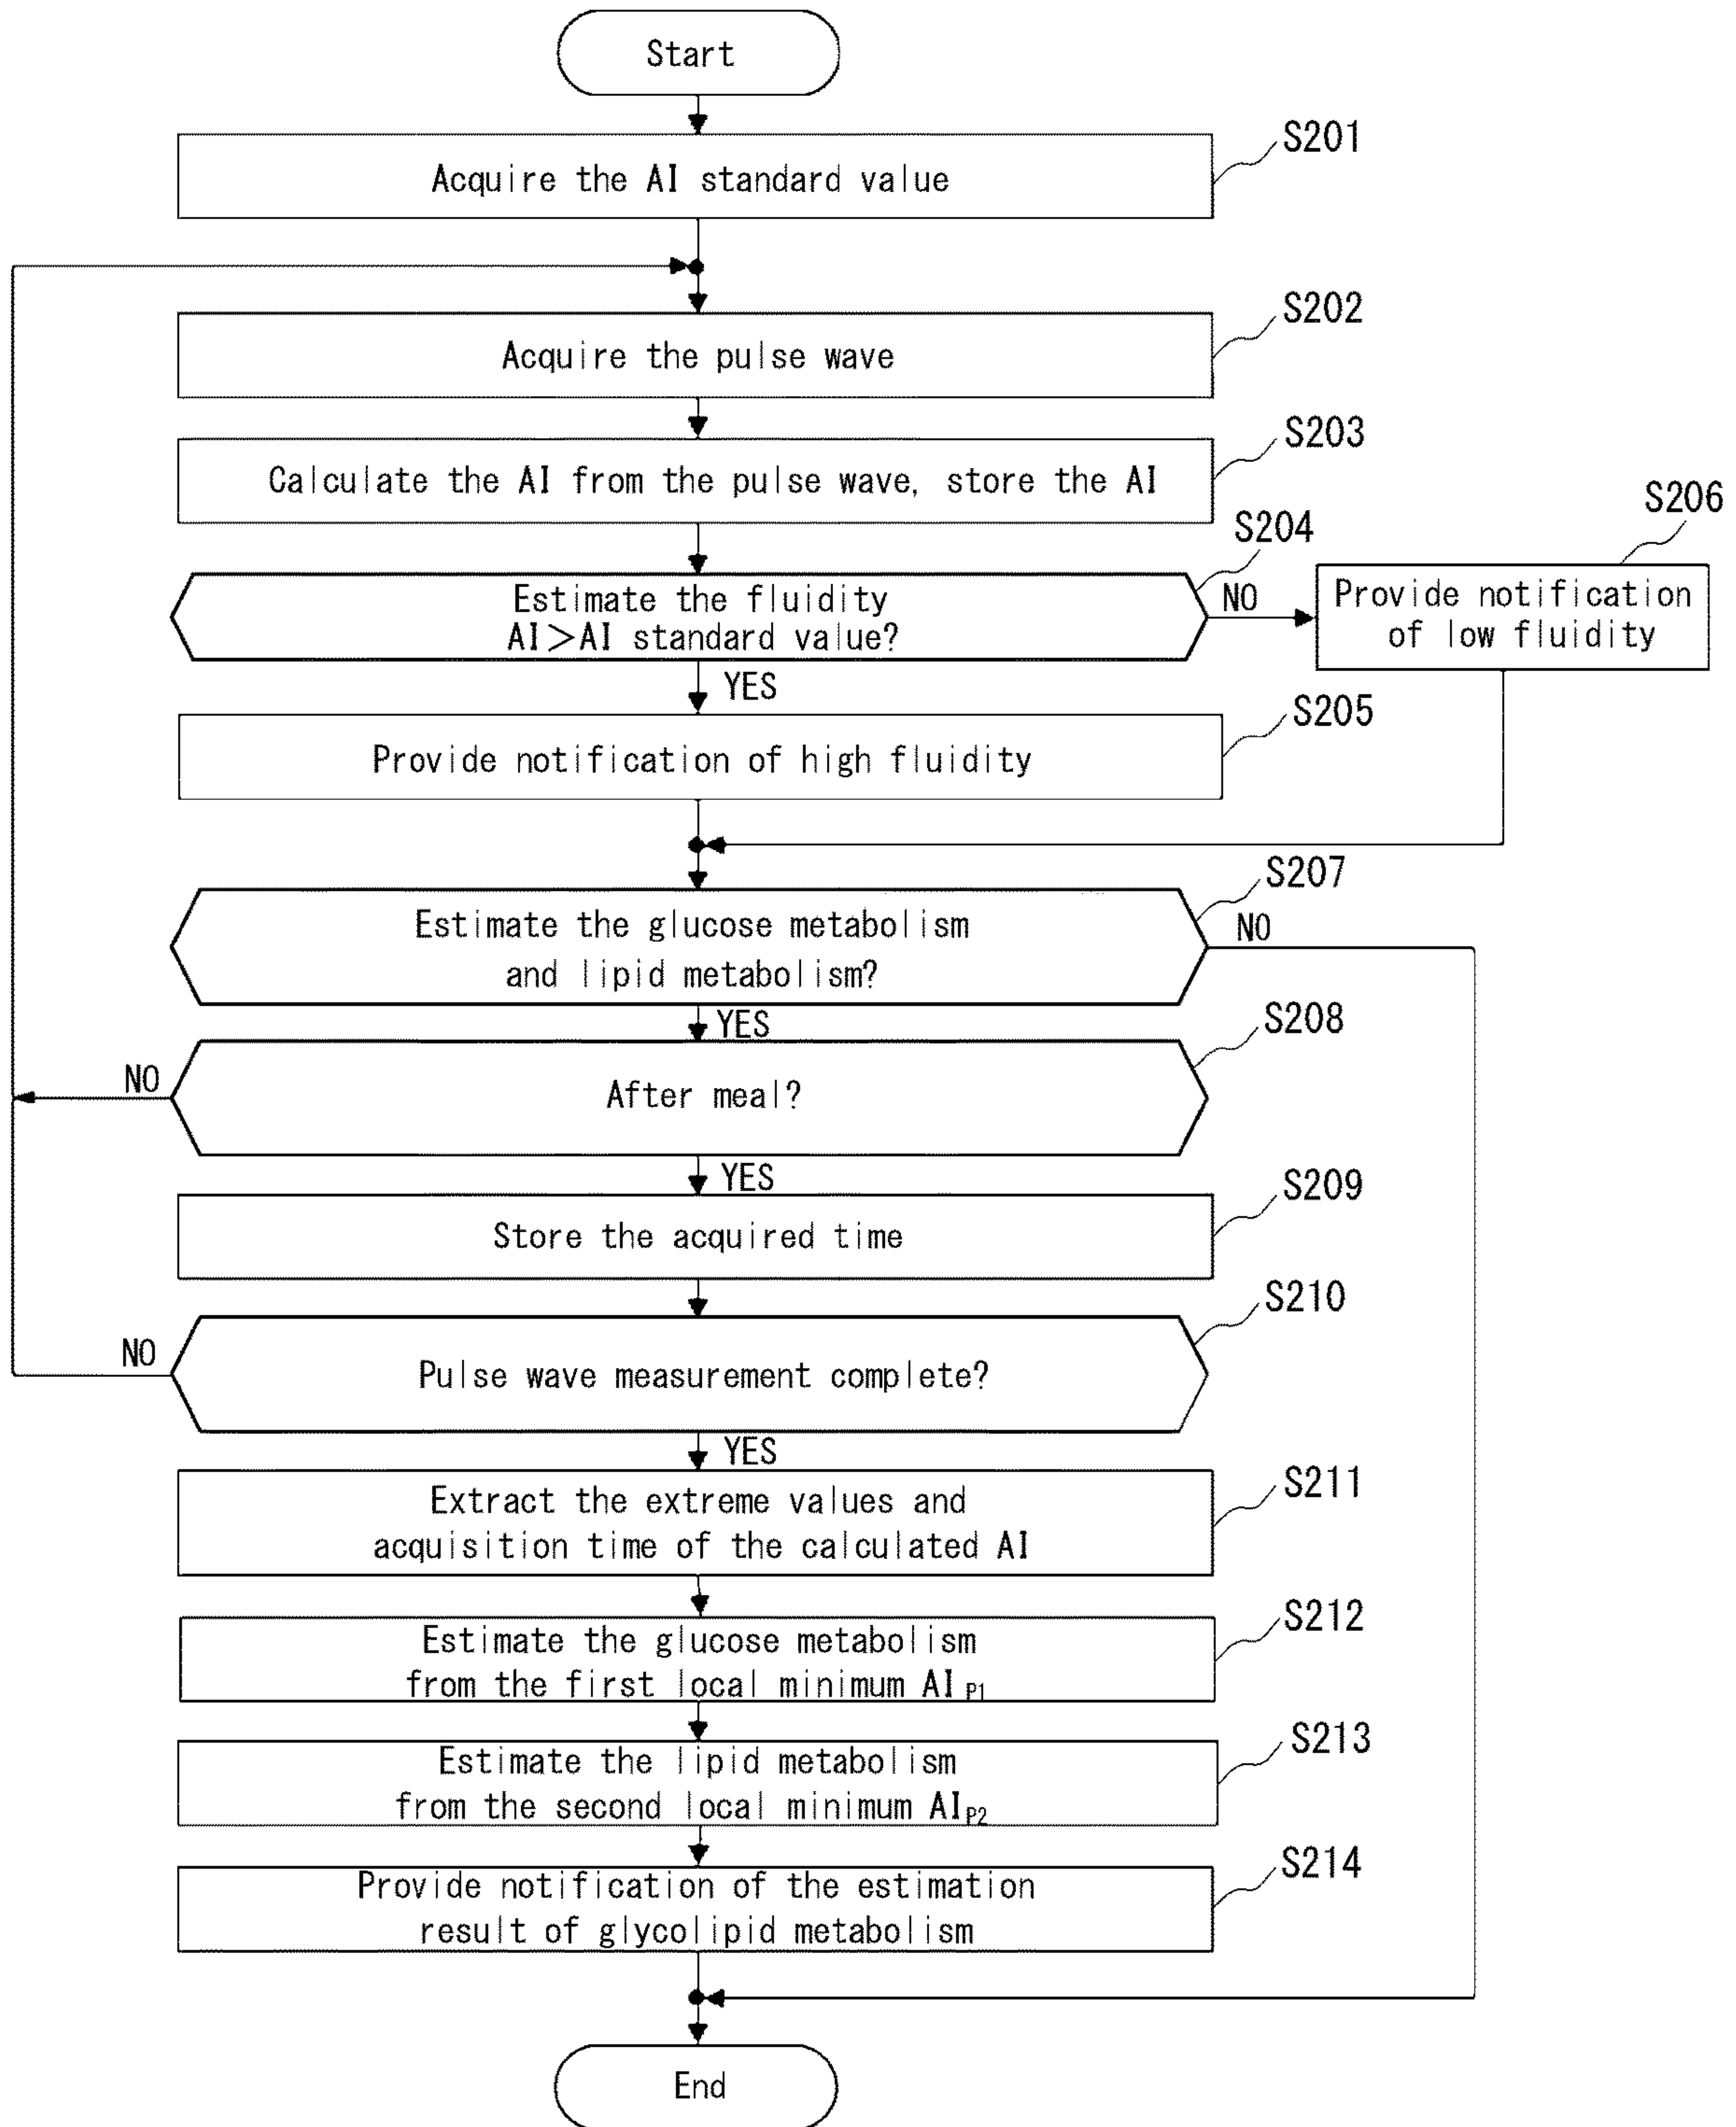 Start
S201
Acquire the AI standard value
S202
Acquire the pulse wave
S203
Calculate the AI from the pulse wave, store the AI
S204
S206
Estimate the fluidity
AI>AI standard value?
NO
Provide notification
of low fluidity
YES
S205
Provide notification of high fluidity
S207
Estimate the glucose metabolism
and lipid metabolism?
NO
YES
S208
After meal?
NO
YES
S209
Store the acquired time
S210
Pulse wave measurement complete?
NO
YES
S211
Extract the extreme values and
acquisition time of the calculated AI
S212
Estimate the glucose metabolism
from the first local minimum AI P1
S213
Estimate the lipid metabolism
from the second local minimum AIP2
S214
Provide notification of the estimation
result of glycolipid metabolism
End